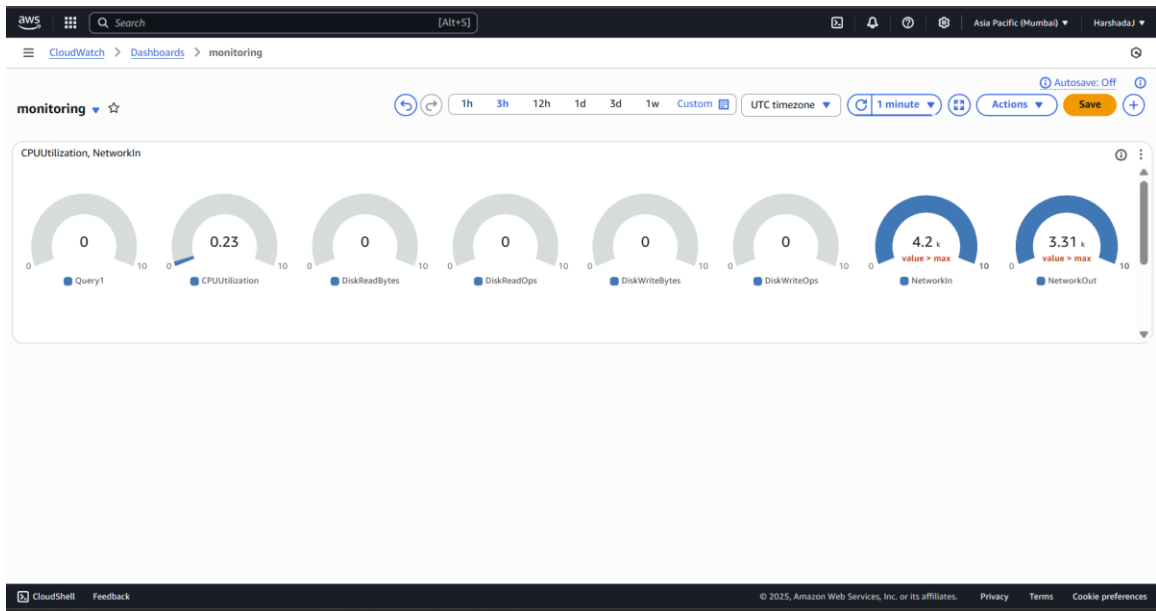 aws Search [Alt+S] Asia Pacific (Mumbai) HarshadaJ
CloudWatch > Dashboards > monitoring
Autosave: Off
monitoring 1h 3h 12h 1d 3d 1w Custom UTC timezone 1 minute Actions Save
CPUUtilization, NetworkIn
0 0.23 0 0 0 0 4.2 k 3.31 k
value > max value > max
0 10 0 10 0 10 0 10 0 10 0 10 0 10 0 10
Query1 CPUUtilization DiskReadBytes DiskReadOps DiskWriteBytes DiskWriteOps NetworkIn NetworkOut
CloudShell Feedback © 2025, Amazon Web Services, Inc. or its affiliates. Privacy Terms Cookie preferences